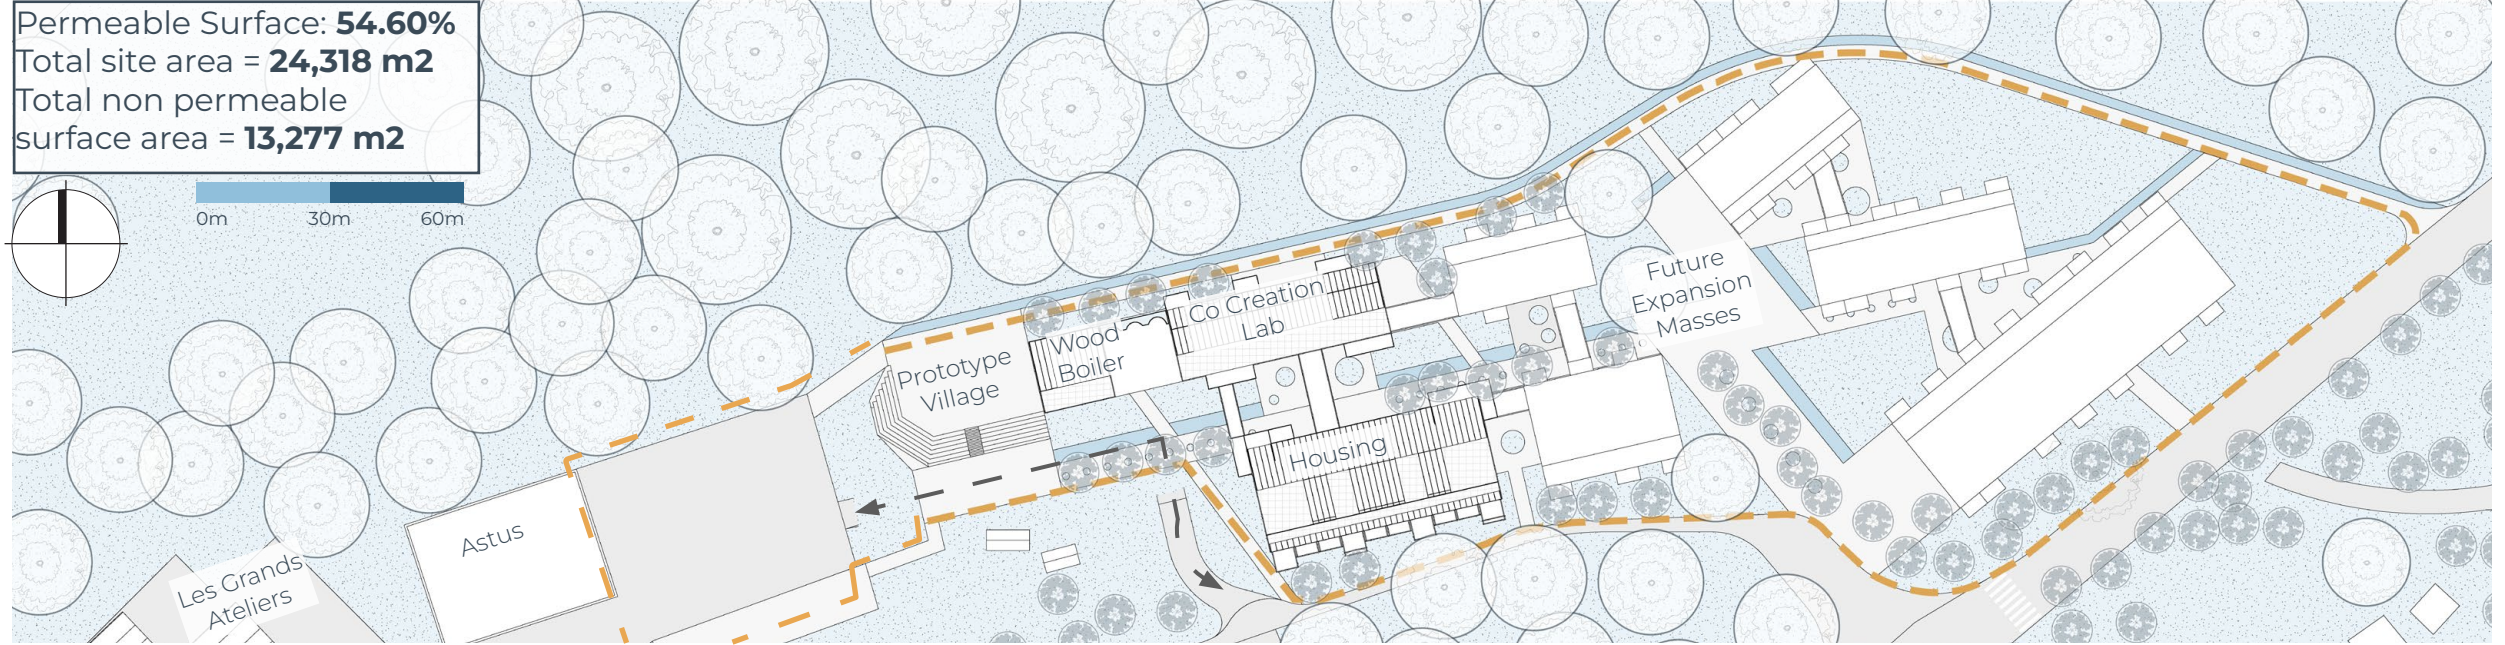 Permeable Surface: 54.60%
Total site area = 24,318 m2
Total non permeable
surface area = 13,277 m2
0m 30m 60m
Future
Expansion
Masses
Co Creation
Lab
Wood
Boiler
Prototype
Village
Housing
Astus
Les Grands
Ateliers